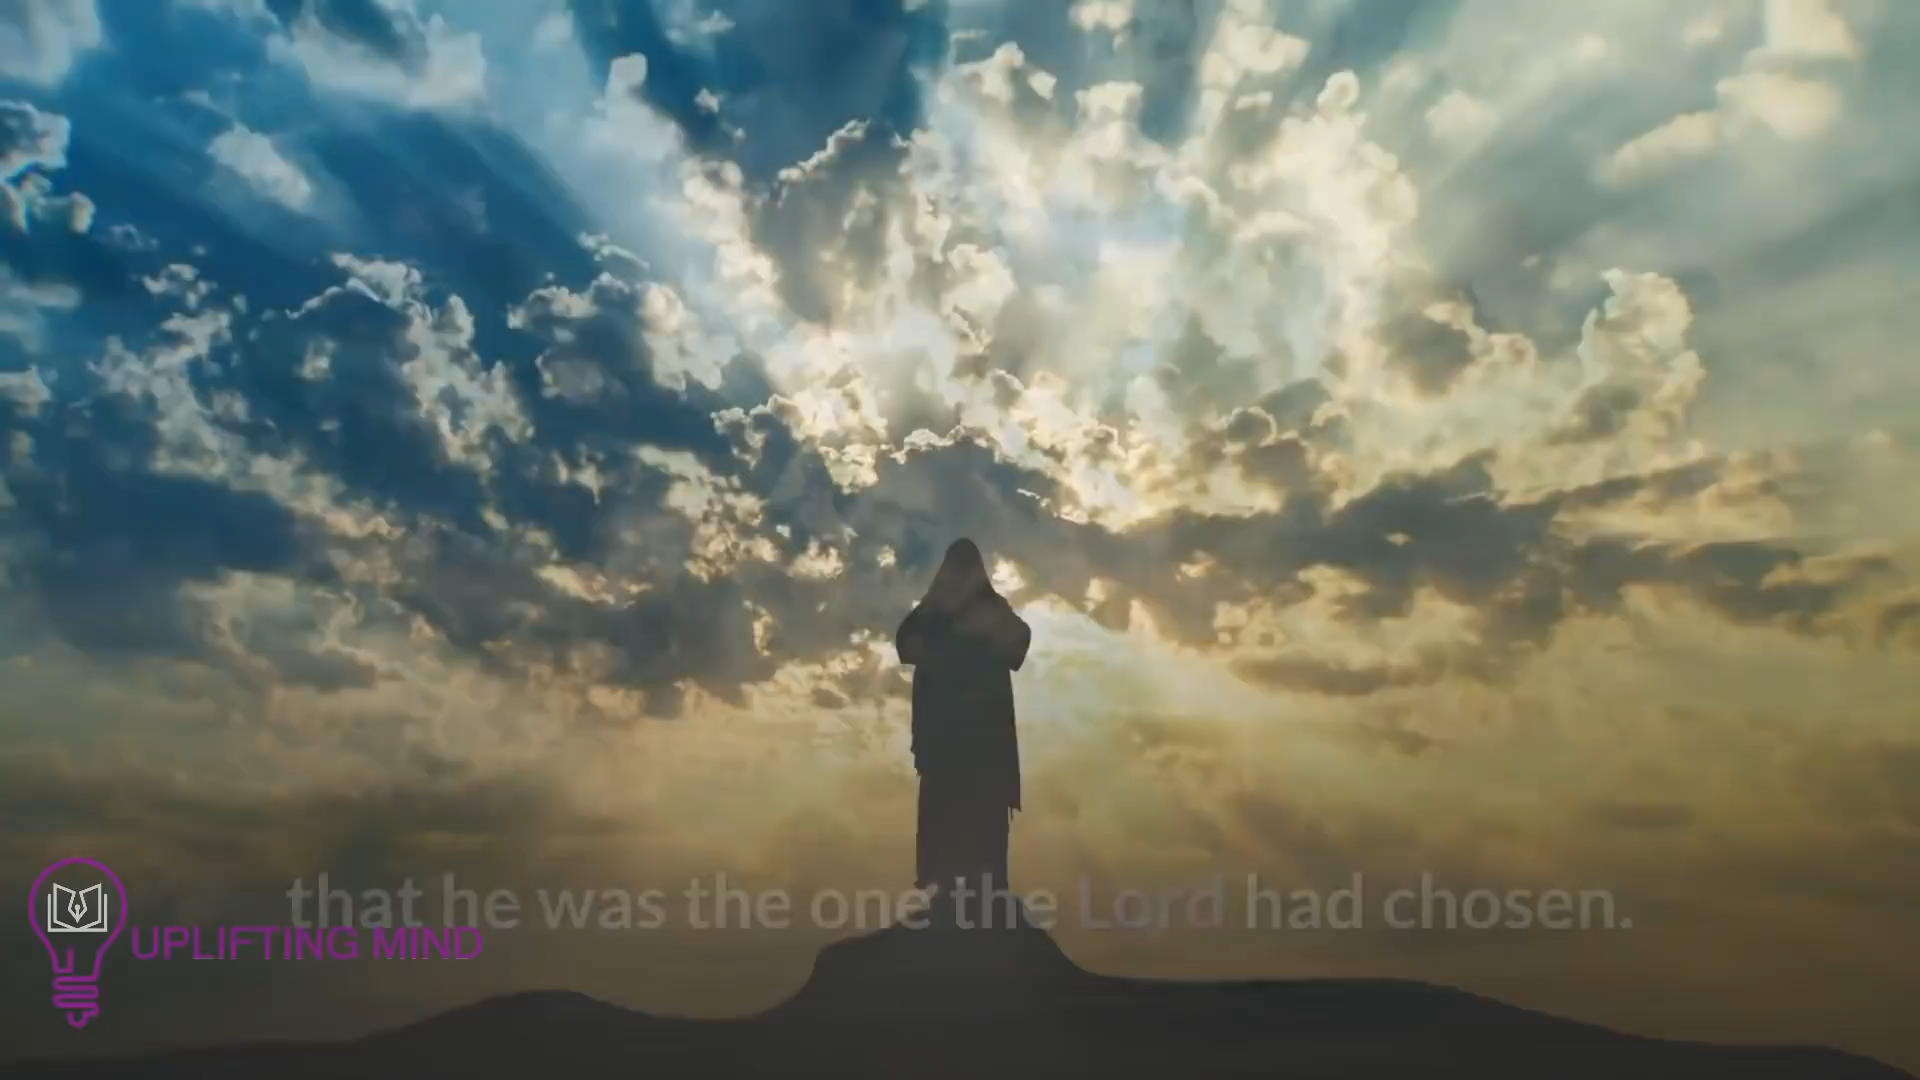 that he was the one the Lord had chosen.
UPLIFTING MIND